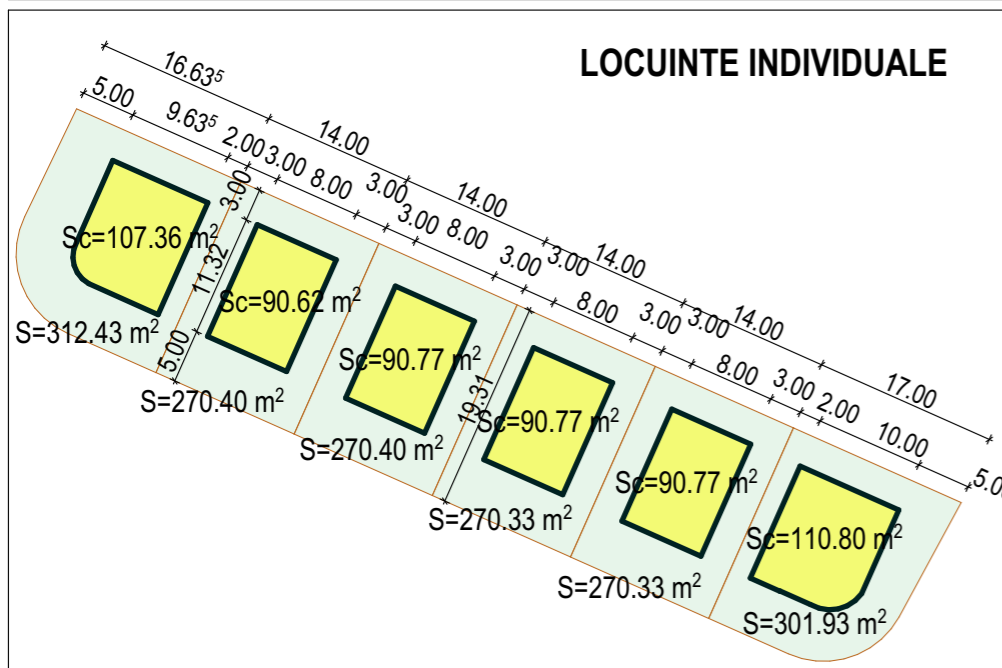 LOCUINTE INDIVIDUALE
16.63⁵
14.00
14.00
14.00
14.00
17.00
5.00
9.63⁵
2.00
3.00
8.00
3.00
3.00
8.00
3.00
3.00
8.00
3.00
3.00
8.00
3.00
2.00
10.00
5.00
3.00
11.32
5.00
19.31
Sc=107.36 m²
S=312.43 m²
Sc=90.62 m²
S=270.40 m²
Sc=90.77 m²
S=270.40 m²
Sc=90.77 m²
S=270.33 m²
Sc=90.77 m²
S=270.33 m²
Sc=110.80 m²
S=301.93 m²